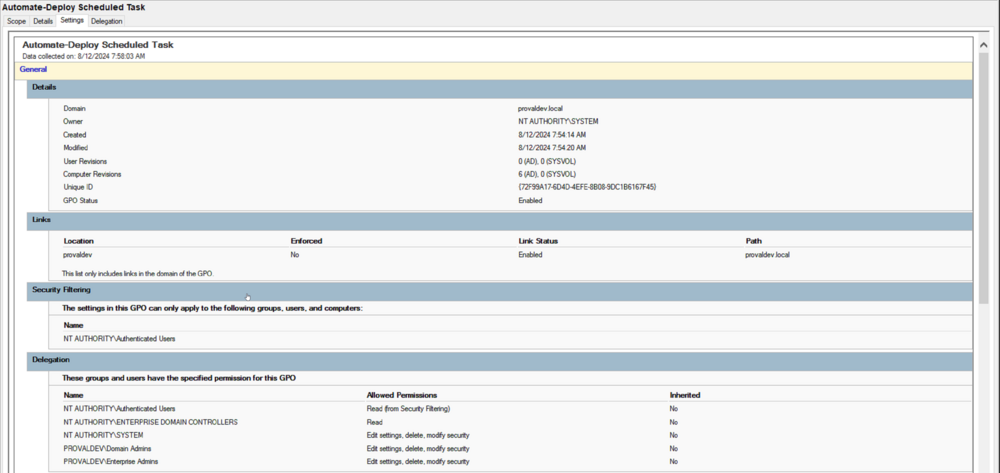 Automate-Deploy Scheduled Task
Scope Details Settings Delegation
Automate-Deploy Scheduled Task
Data collected on: 8/12/2024 7:58:03 AM
General
Details
Domain provaldev.local
Owner NT AUTHORITY\SYSTEM
Created 8/12/2024 7:54:14 AM
Modified 8/12/2024 7:54:20 AM
User Revisions 0 (AD), 0 (SYSVOL)
Computer Revisions 6 (AD), 0 (SYSVOL)
Unique ID {72F99A17-6D4D-4EFE-8B08-9DC1B6167F45}
GPO Status Enabled
Links
Location Enforced Link Status Path
provaldev No Enabled provaldev.local
This list only includes links in the domain of the GPO.
Security Filtering
The settings in this GPO can only apply to the following groups, users, and computers:
Name
NT AUTHORITY\Authenticated Users
Delegation
These groups and users have the specified permission for this GPO
Name Allowed Permissions Inherited
NT AUTHORITY\Authenticated Users Read (from Security Filtering) No
NT AUTHORITY\ENTERPRISE DOMAIN CONTROLLERS Read No
NT AUTHORITY\SYSTEM Edit settings, delete, modify security No
PROVALDEV\Domain Admins Edit settings, delete, modify security No
PROVALDEV\Enterprise Admins Edit settings, delete, modify security No